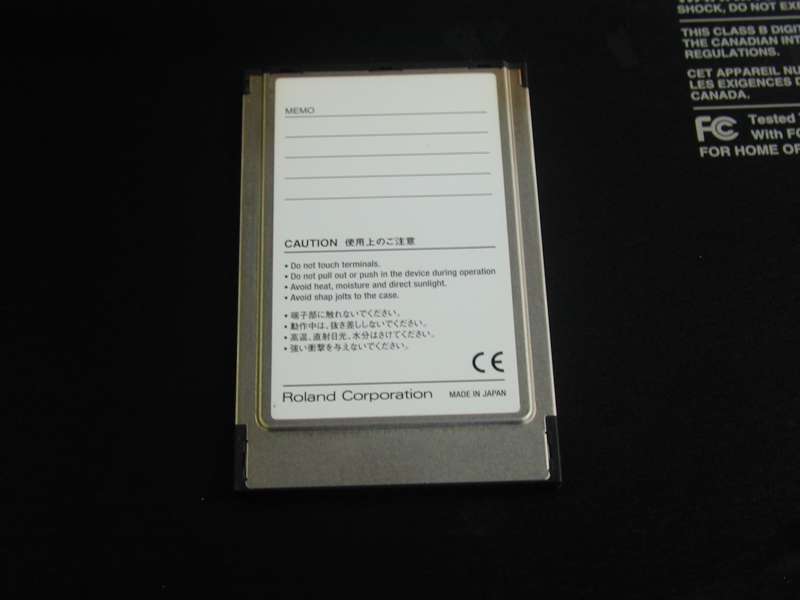 MEMO
CAUTION 使用上のご注意
• Do not touch terminals.
• Do not pull out or push in the device during operation
• Avoid heat, moisture and direct sunlight.
• Avoid shap jolts to the case.
• 端子部に触れないでください。
• 動作中は、抜き差ししないでください。
• 高温、直射日光、水分はさけてください。
• 強い衝撃を与えないでください。
CE
Roland Corporation MADE IN JAPAN
SHOCK, DO NOT EXE
THIS CLASS B DIGIT
THE CANADIAN INT
REGULATIONS.
CET APPAREIL NU
LES EXIGENCES D
CANADA.
FC Tested
With FC
FOR HOME OF